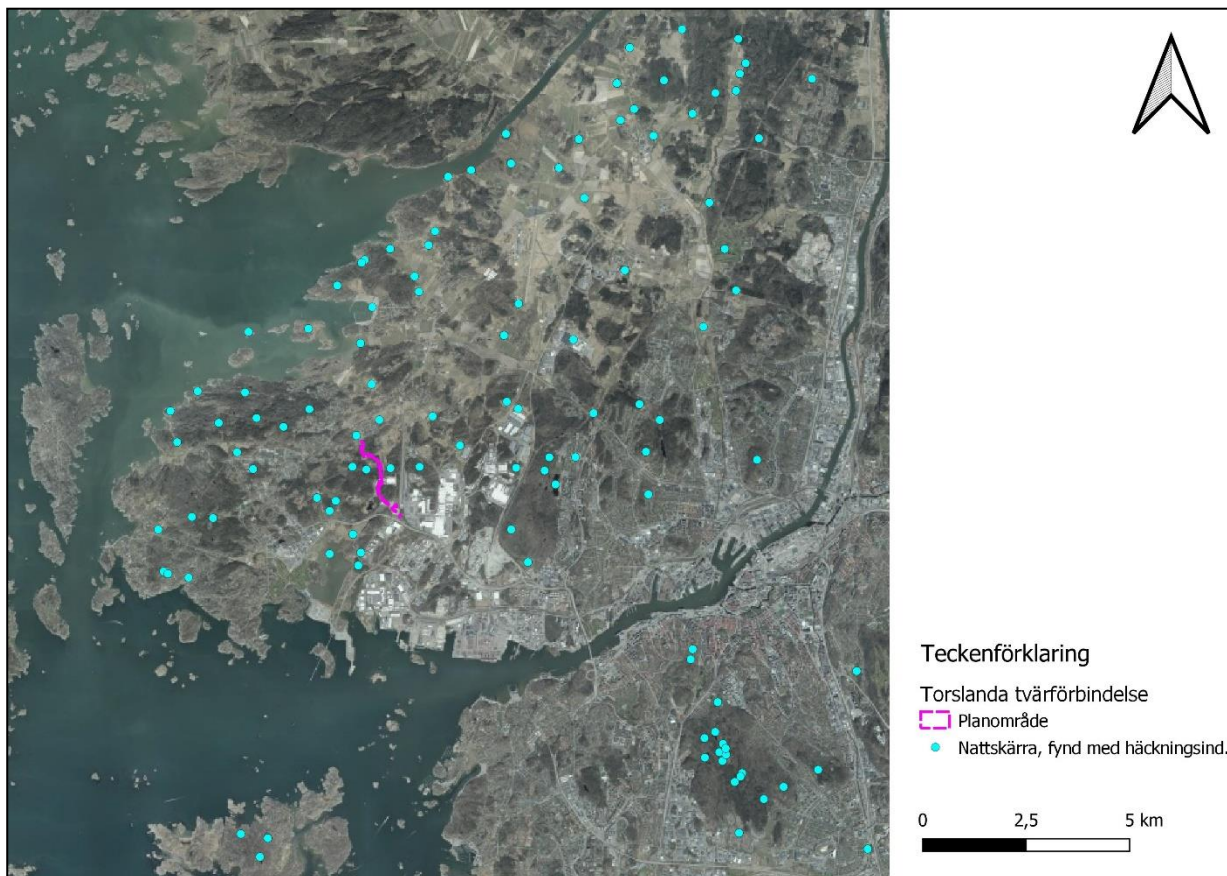 Teckenförklaring
Torslanda tvärförbindelse
Planområde
Nattskärra, fynd med häckningsind.
0 2,5 5 km